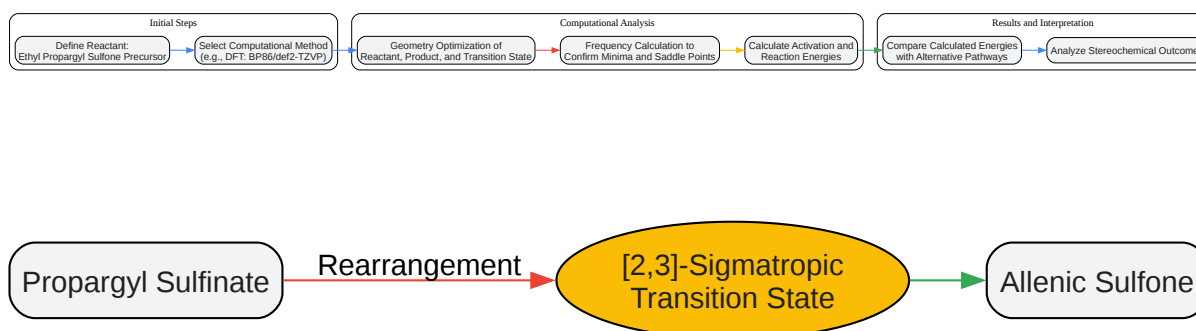 Initial Steps
Computational Analysis
Results and Interpretation
Define Reactant:
Ethyl Propargyl Sulfone Precursor
Select Computational Method
(e.g., DFT: BP86/def2-TZVP)
Geometry Optimization of
Reactant, Product, and Transition State
Frequency Calculation to
Confirm Minima and Saddle Points
Calculate Activation and
Reaction Energies
Compare Calculated Energies
with Alternative Pathways
Analyze Stereochemical Outcome
Propargyl Sulfinate
Rearrangement
[2,3]-Sigmatropic
Transition State
Allenic Sulfone